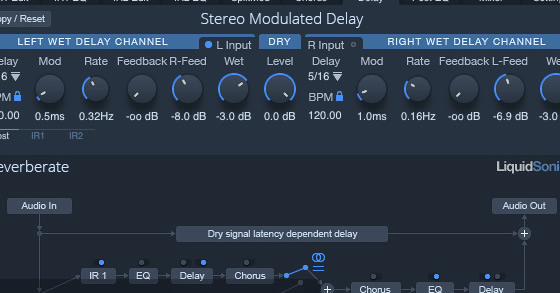 opy / Reset
Stereo Modulated Delay
LEFT WET DELAY CHANNEL
L Input
DRY
R Input
RIGHT WET DELAY CHANNEL
elay Mod Rate Feedback R-Feed Wet Level Delay Mod Rate Feedback L-Feed We
16 5/16
PM BPM
.00 0.5ms 0.32Hz -oo dB -8.0 dB -3.0 dB 0.0 dB 120.00 1.0ms 0.16Hz -oo dB -6.9 dB -3.0
ost IR1 IR2
everberate
LiquidSoni
Audio In
Audio Out
Dry signal latency dependent delay
IR 1 EQ Delay Chorus
Chorus EQ Delay